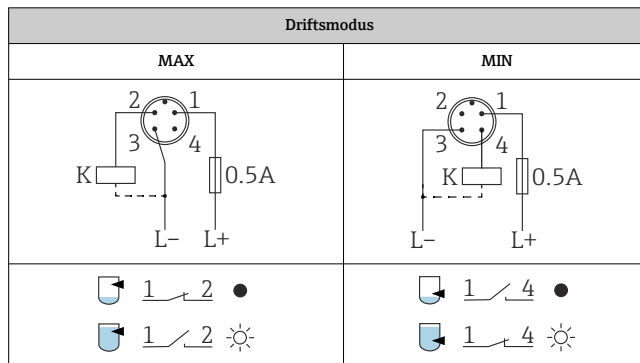 Driftsmodus
MAX MIN
2 1 2 1
3 4 3 4
K 0.5A K 0.5A
L- L+ L- L+
1 2 1 4
1 2 1 4